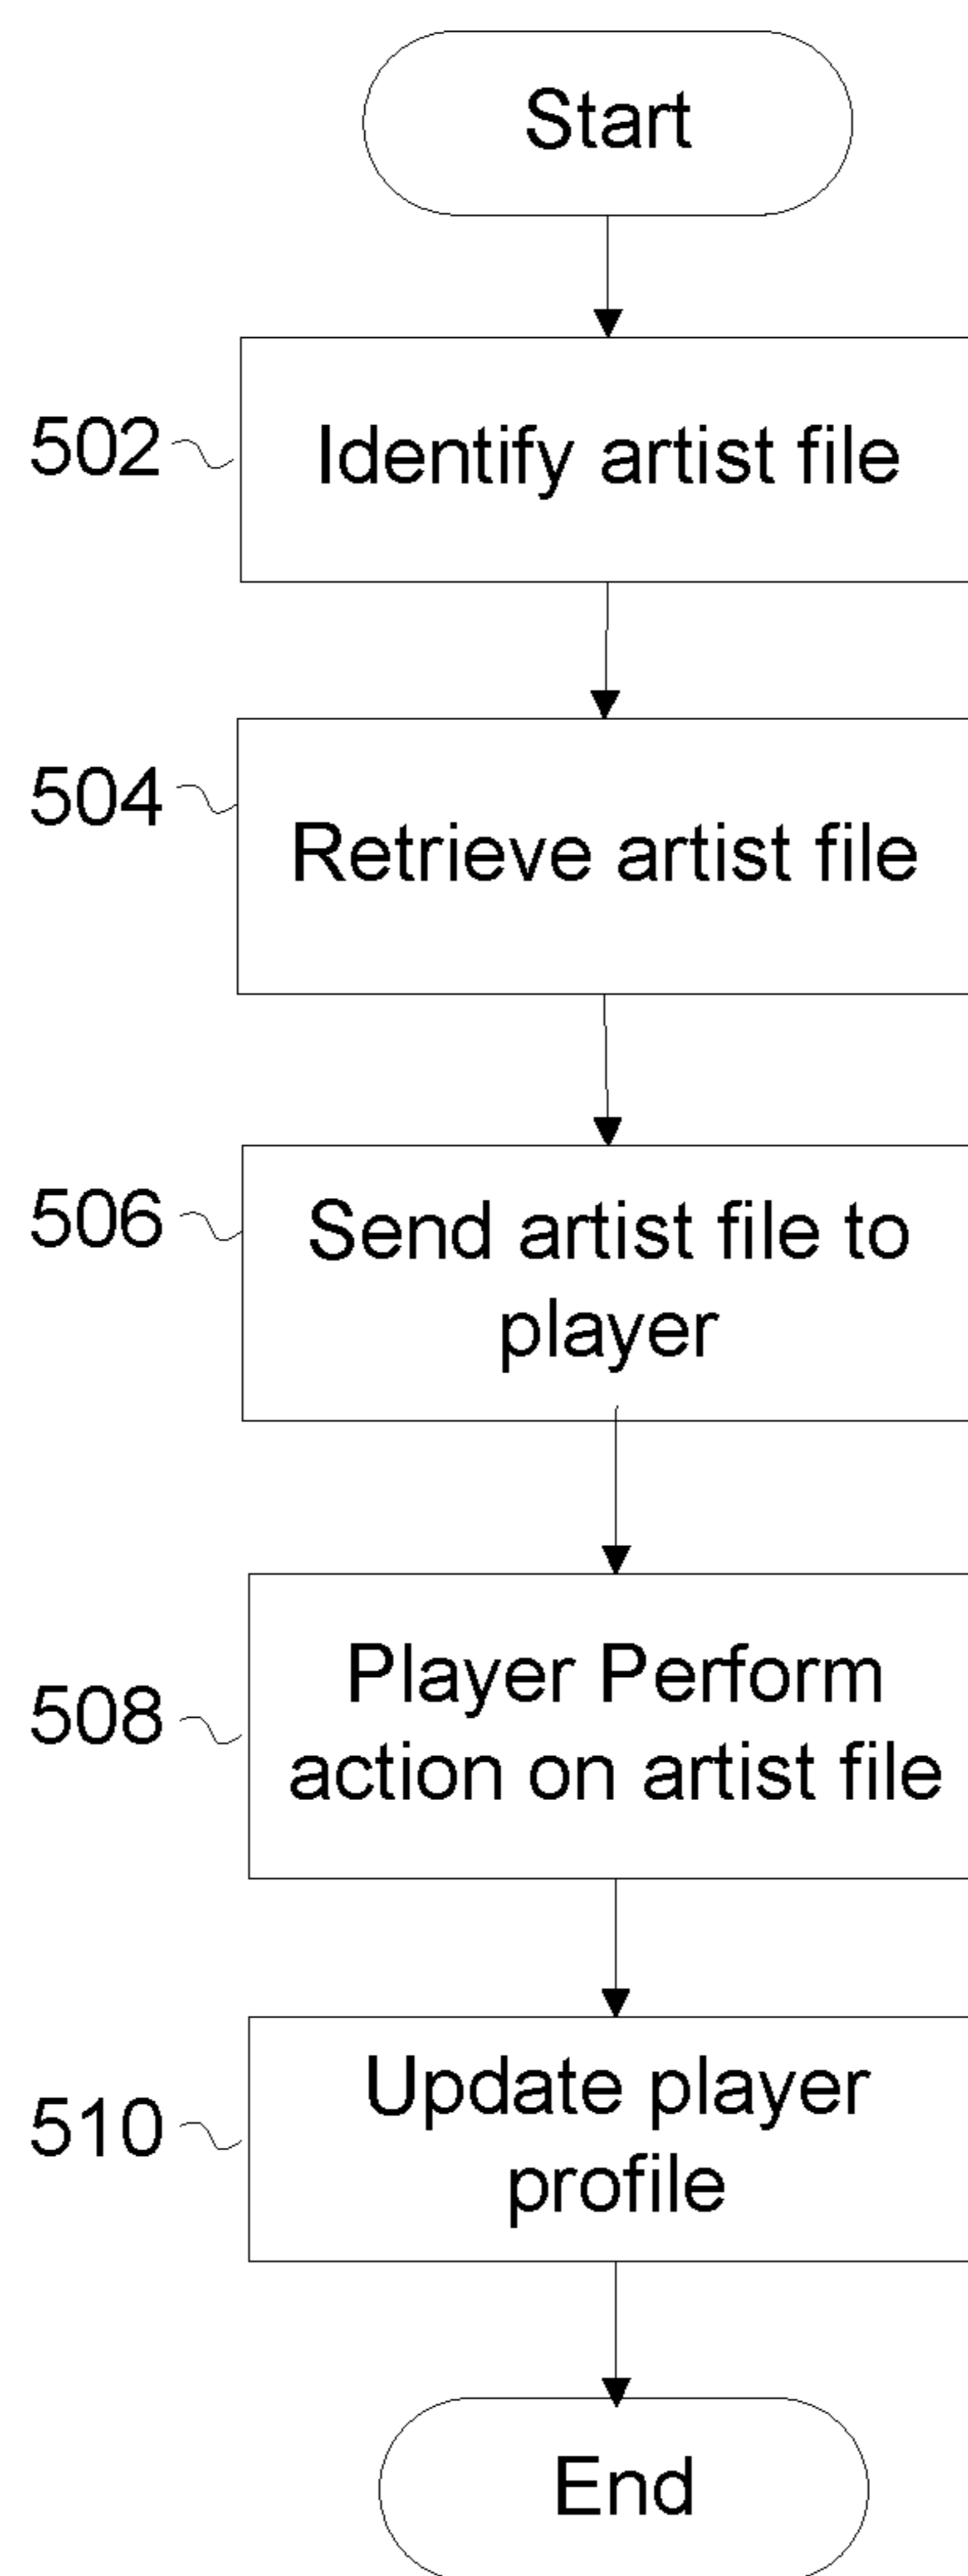 Start
502
Identify artist file
504
Retrieve artist file
506
Send artist file to
player
508
Player Perform
action on artist file
510
Update player
profile
End